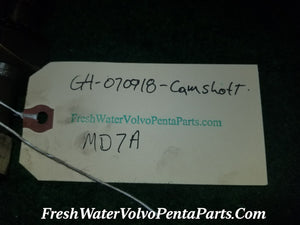 GH-070918-Camshaft.
FreshWaterVolvoPentaParts.com
MD7A
FreshWaterVolvoPentaParts.Com